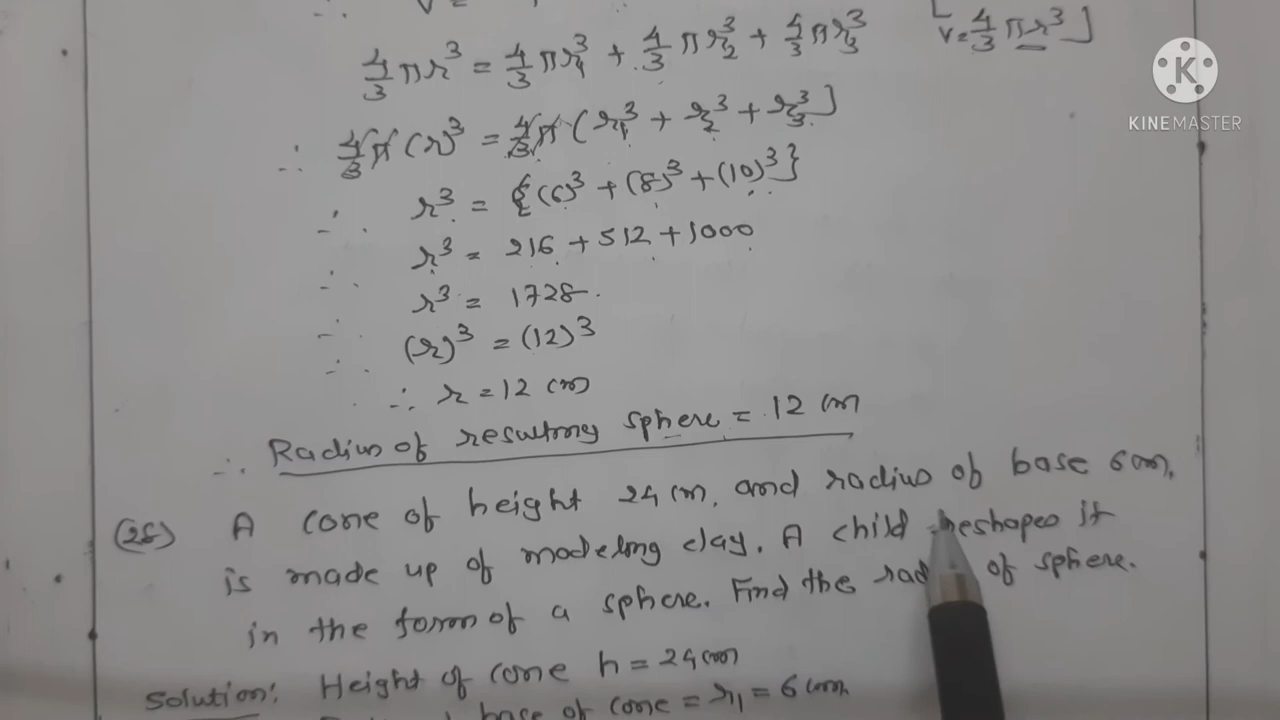 ∴ V =
4/3 πr³ = 4/3 πr₁³ + 4/3 πr₂³ + 4/3 πr₃³ [V = 4/3 πr³]
∴ 4/3 π (r)³ = 4/3 π (r₁³ + r₂³ + r₃³]
∴ r³ = {(6)³ + (8)³ + (10)³}
∴ r³ = 216 + 512 + 1000
∴ r³ = 1728.
∴ (r)³ = (12)³
∴ r = 12 cm
∴ Radius of resulting sphere = 12 cm
(28) A cone of height 24 cm, and radius of base 6 cm,
is made up of modeling clay. A child reshapes it
in the form of a sphere. Find the of sphere.
Solution: Height of cone h = 24 cm
base of cone = r₁ = 6 cm
K
KINEMASTER